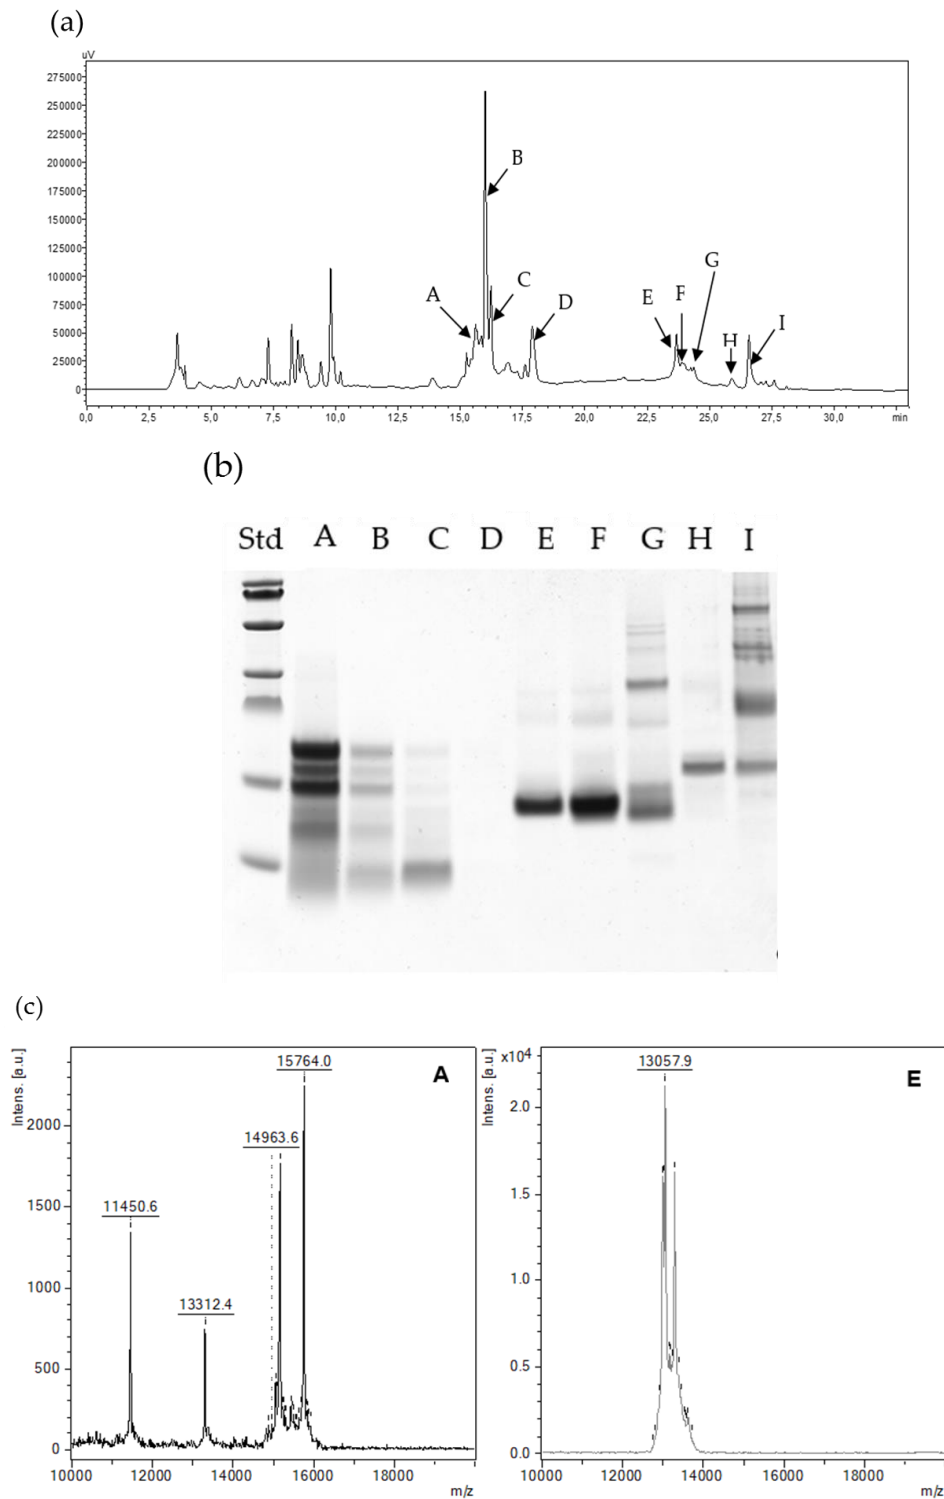 (a)
uV
275000
250000
225000
200000
175000
150000
125000
100000
75000
50000
25000
0
A
B
C
D
E
F
G
H
I
0,0 2,5 5,0 7,5 10,0 12,5 15,0 17,5 20,0 22,5 25,0 27,5 30,0 min
(b)
Std A B C D E F G H I
(c)
Intens. [a.u.]
2000
1500
1000
500
0
15764.0
14963.6
11450.6
13312.4
A
10000 12000 14000 16000 18000
m/z
Intens. [a.u.]
x10⁴
2.0
1.5
1.0
0.5
0.0
13057.9
E
10000 12000 14000 16000 18000
m/z